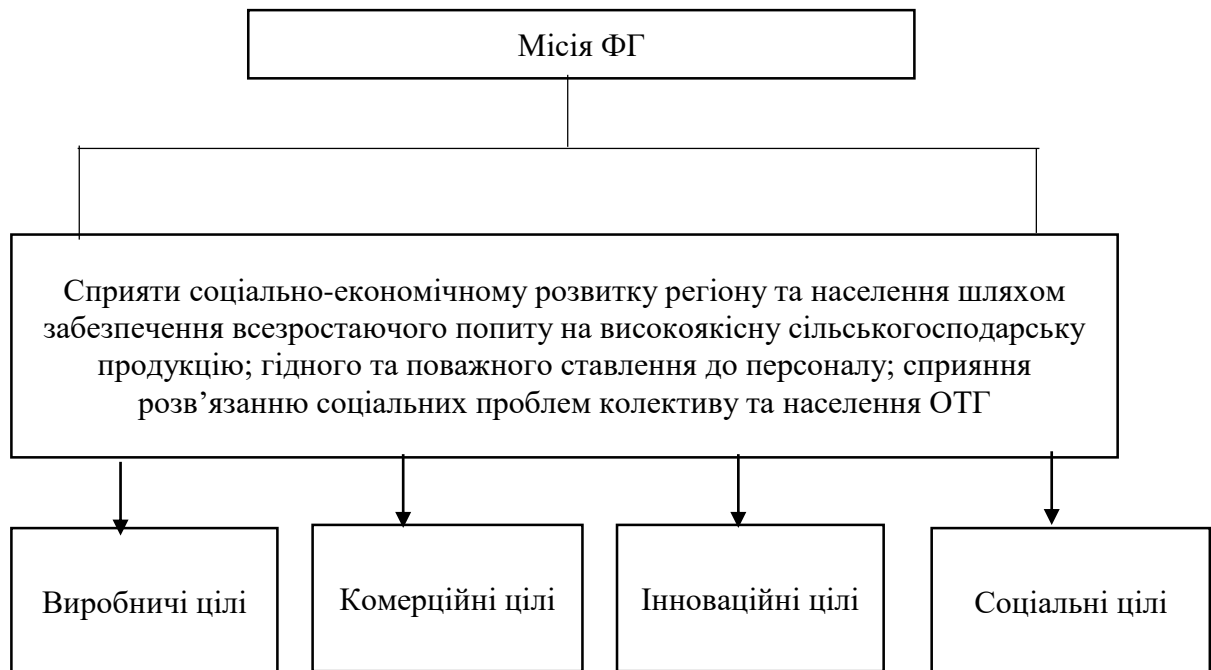 Місія ФГ
Сприяти соціально-економічному розвитку регіону та населення шляхом
забезпечення всезростаючого попиту на високоякісну сільськогосподарську
продукцію; гідного та поважного ставлення до персоналу; сприяння
розв’язанню соціальних проблем колективу та населення ОТГ
Виробничі цілі
Комерційні цілі
Інноваційні цілі
Соціальні цілі